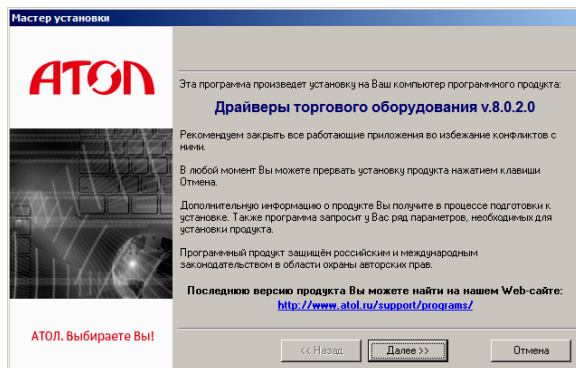 Мастер установки
АТОЛ
Эта программа произведет установку на Ваш компьютер программного продукта:
Драйверы торгового оборудования v.8.0.2.0
Рекомендуем закрыть все работающие приложения во избежание конфликтов с
ними.
В любой момент Вы можете прервать установку продукта нажатием клавиши
Отмена.
Дополнительную информацию о продукте Вы получите в процессе подготовки к
установке. Также программа запросит у Вас ряд параметров, необходимых для
установки продукта.
Программный продукт защищён российским и международным
законодательством в области охраны авторских прав.
Последнюю версию продукта Вы можете найти на нашем Web-сайте:
http://www.atol.ru/support/programs/
АТОЛ. Выбираете Вы!
<< Назад
Далее >>
Отмена